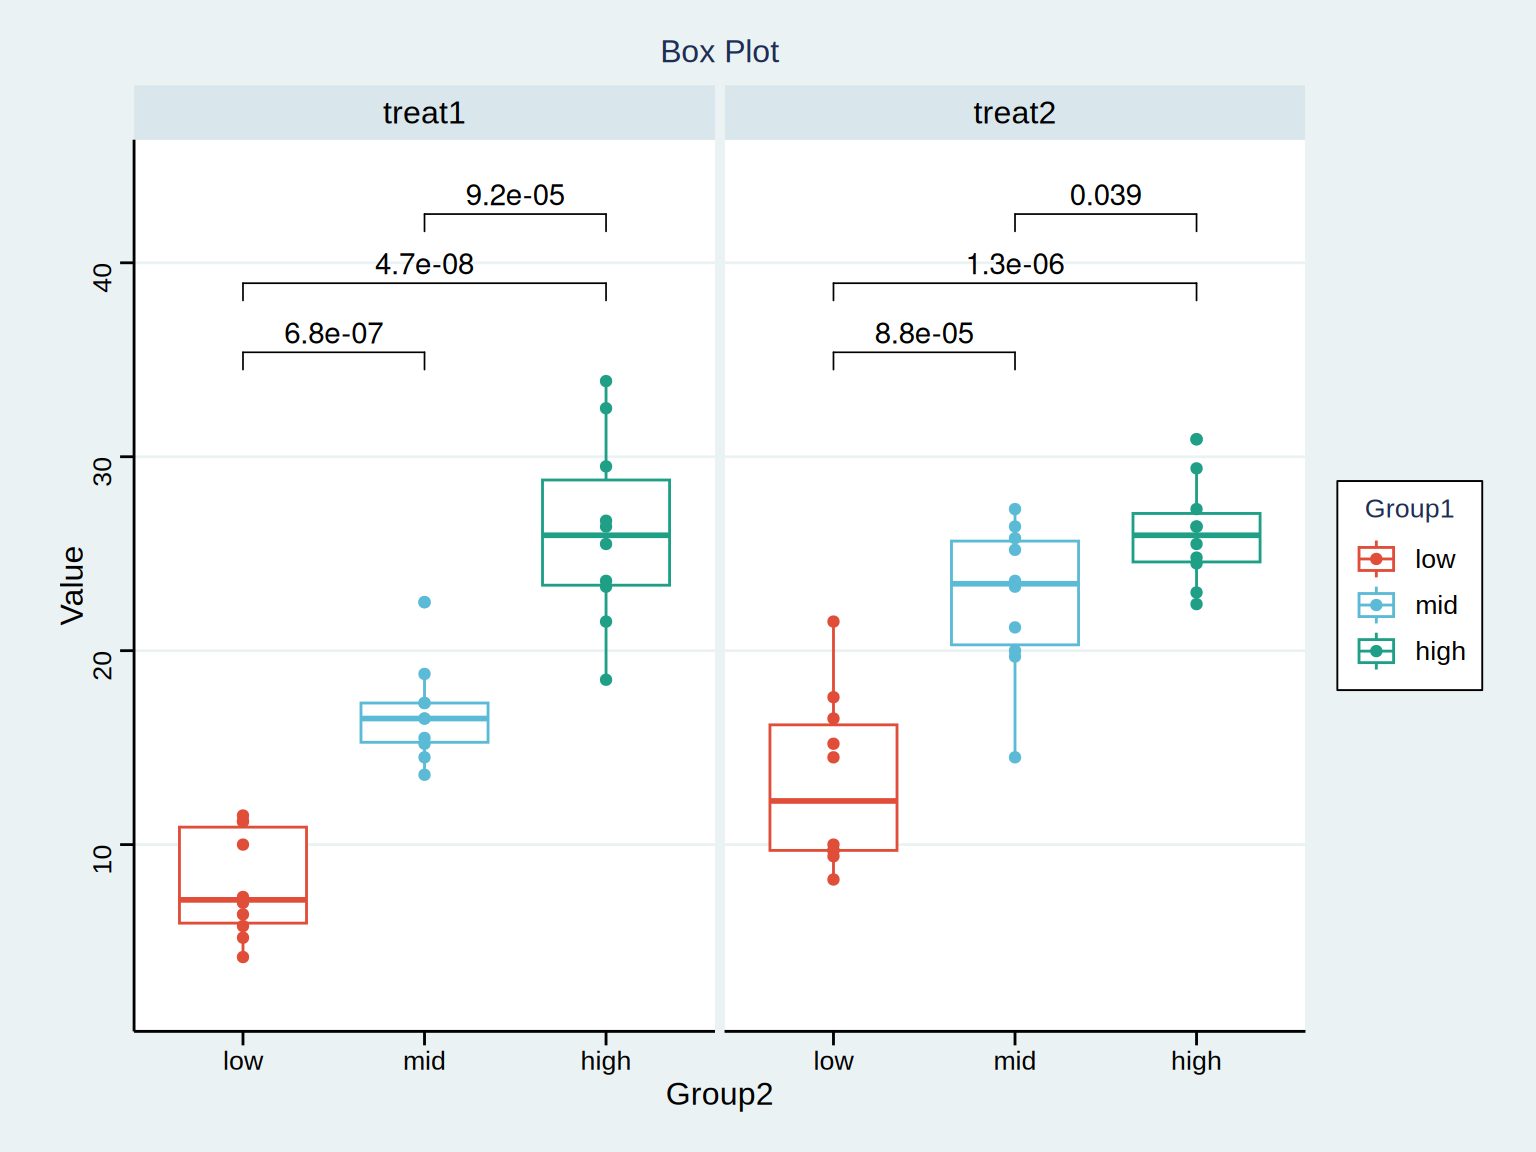 Box Plot
treat1
treat2
9.2e-05
4.7e-08
6.8e-07
0.039
1.3e-06
8.8e-05
Value
40
30
20
10
low
mid
high
low
mid
high
Group2
Group1
low
mid
high